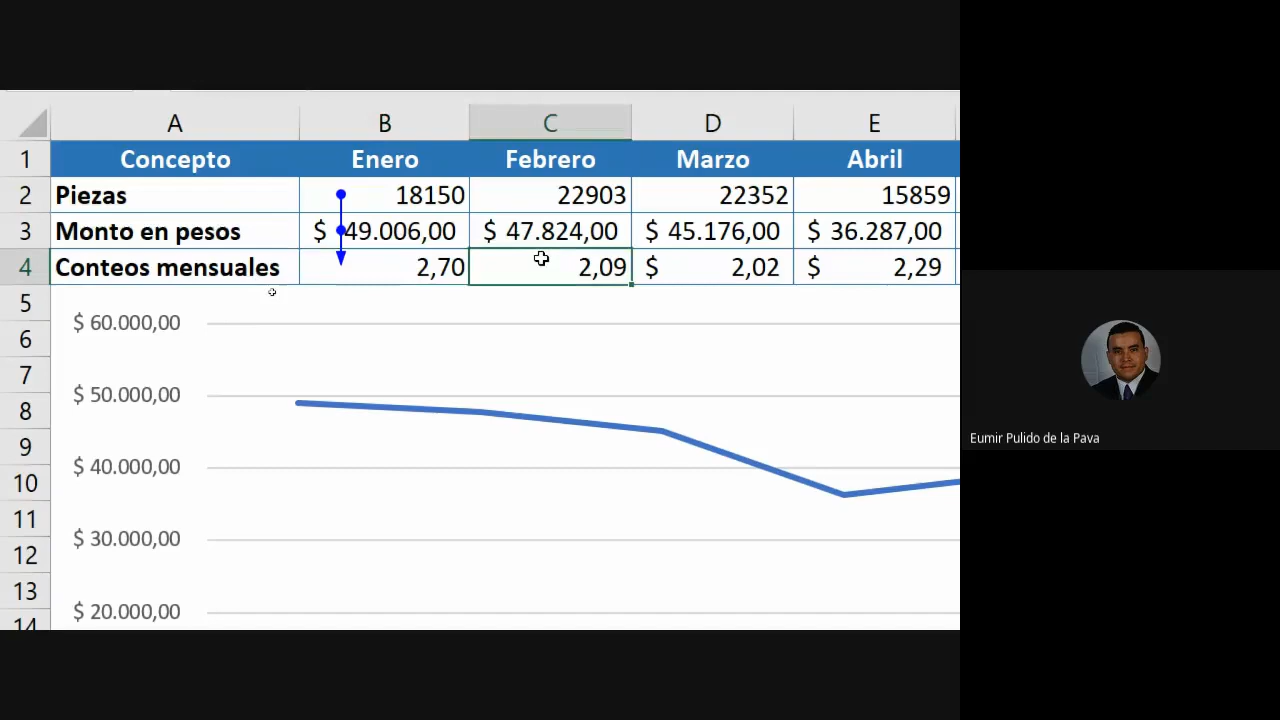 A B C D E
1 Concepto Enero Febrero Marzo Abril
2 Piezas 18150 22903 22352 15859
3 Monto en pesos $ 49.006,00 $ 47.824,00 $ 45.176,00 $ 36.287,00
4 Conteos mensuales 2,70 2,09 $ 2,02 $ 2,29
5
6 $ 60.000,00
7
8 $ 50.000,00
9
10 $ 40.000,00
11
12 $ 30.000,00
13
14 $ 20.000,00
Eumir Pulido de la Pava